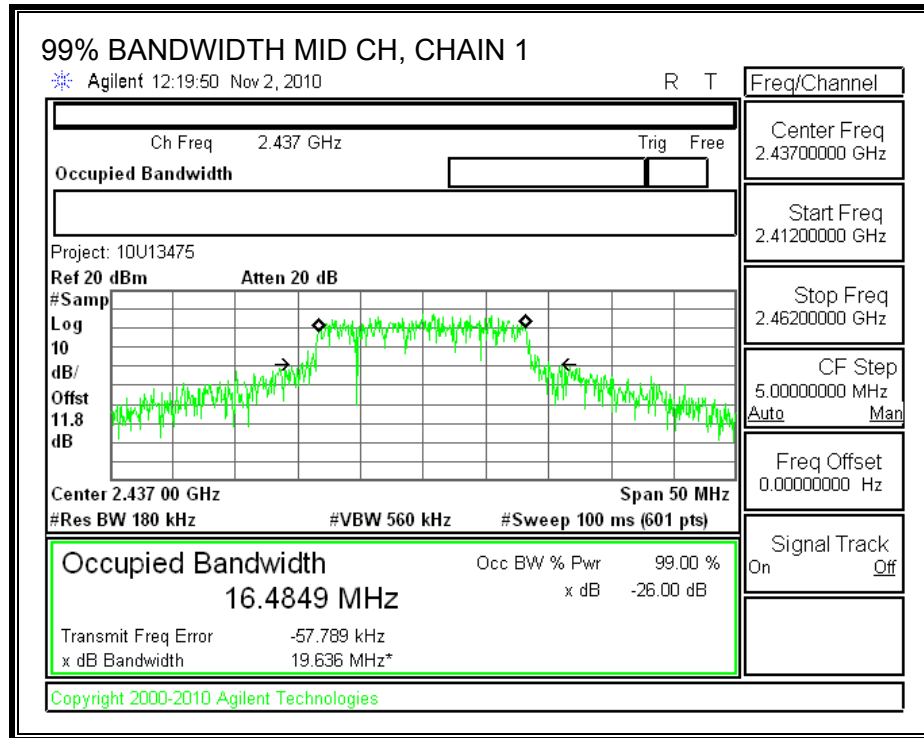 99% BANDWIDTH MID CH, CHAIN 1
Agilent 12:19:50 Nov 2, 2010 R T
Ch Freq 2.437 GHz Trig Free
Occupied Bandwidth
Project: 10U13475
Ref 20 dBm Atten 20 dB
#Samp
Log
10
dB/
Offst
11.8
dB
Center 2.437 00 GHz Span 50 MHz
#Res BW 180 kHz #VBW 560 kHz #Sweep 100 ms (601 pts)
Occupied Bandwidth Occ BW % Pwr 99.00 %
16.4849 MHz x dB -26.00 dB
Transmit Freq Error -57.789 kHz
x dB Bandwidth 19.636 MHz*
Copyright 2000-2010 Agilent Technologies
Freq/Channel
Center Freq
2.43700000 GHz
Start Freq
2.41200000 GHz
Stop Freq
2.46200000 GHz
CF Step
5.00000000 MHz
Auto Man
Freq Offset
0.00000000 Hz
Signal Track
On Off